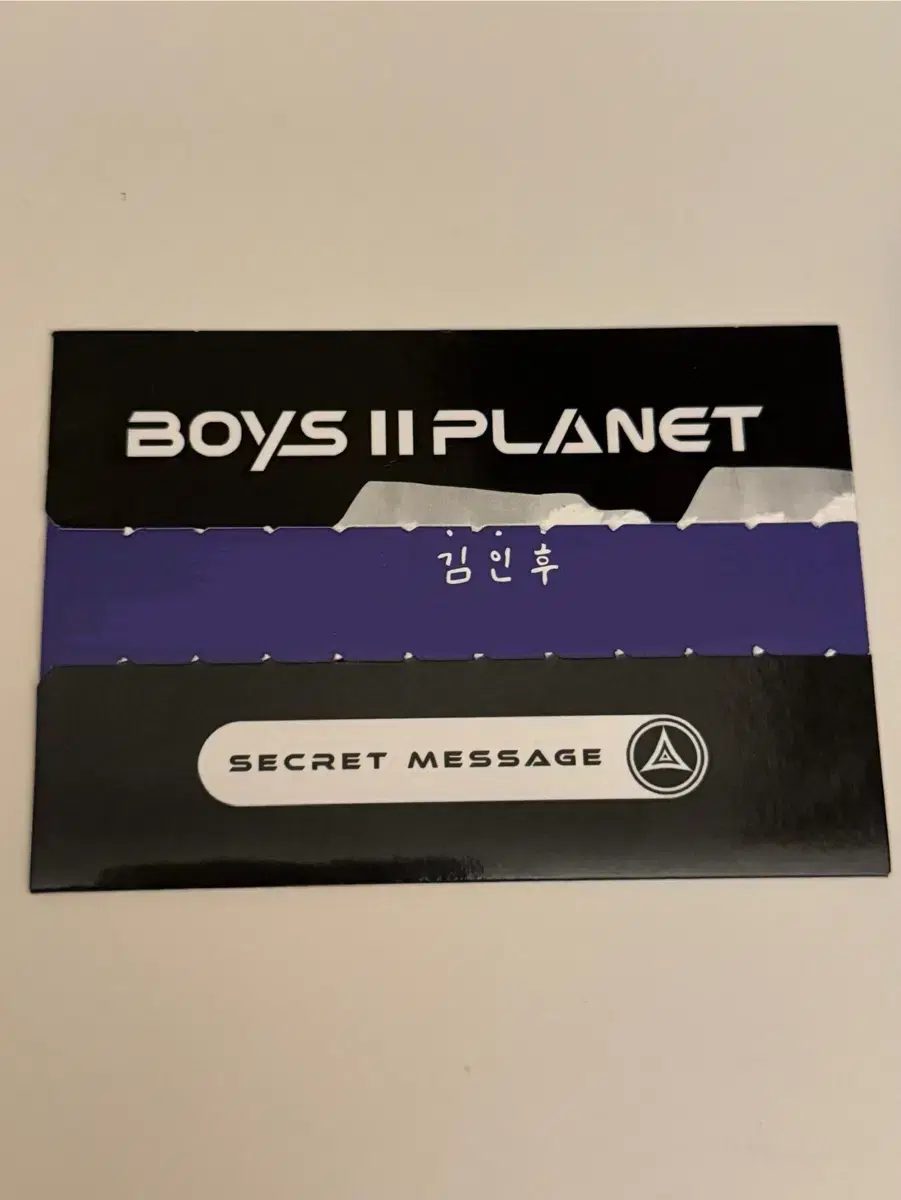 BOYS II PLANET
김인후
SECRET MESSAGE